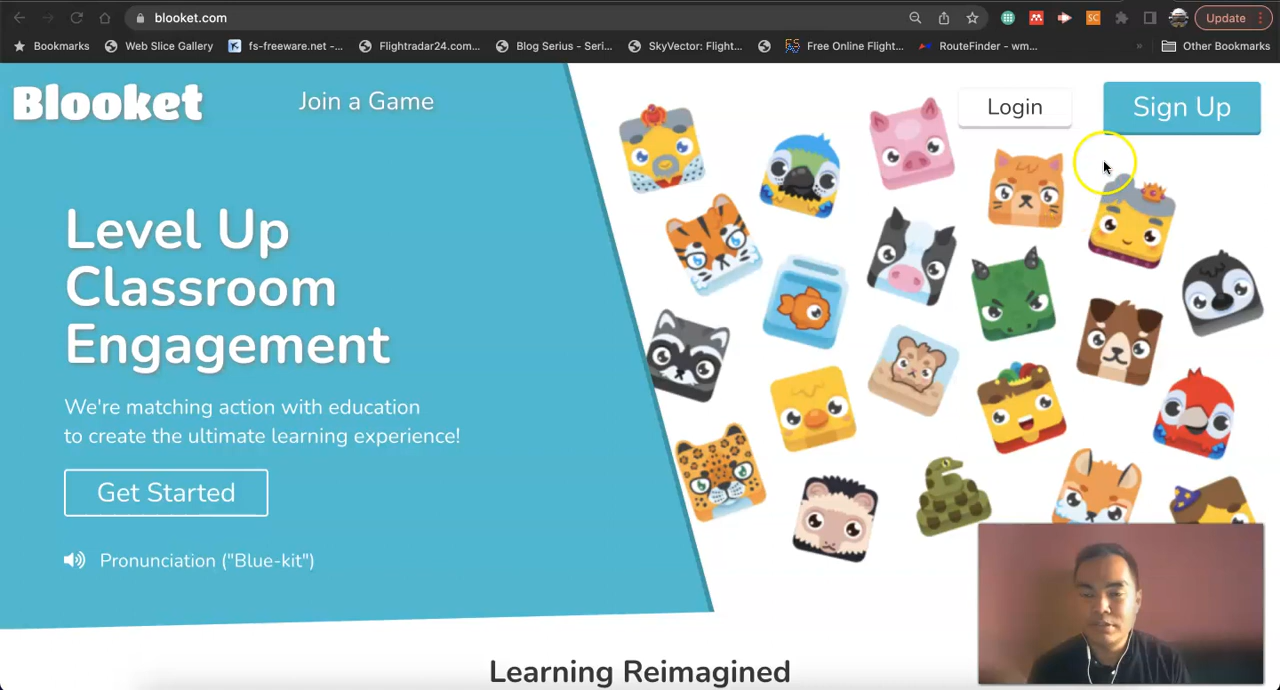 blooket.com
Update
Bookmarks
Web Slice Gallery
fs-freeware.net -...
Flightradar24.com...
Blog Serius - Seri...
SkyVector: Flight...
Free Online Flight...
RouteFinder - wm...
»
Other Bookmarks
Blooket
Join a Game
Login
Sign Up
Level Up
Classroom
Engagement
We're matching action with education
to create the ultimate learning experience!
Get Started
Pronunciation ("Blue-kit")
Learning Reimagined